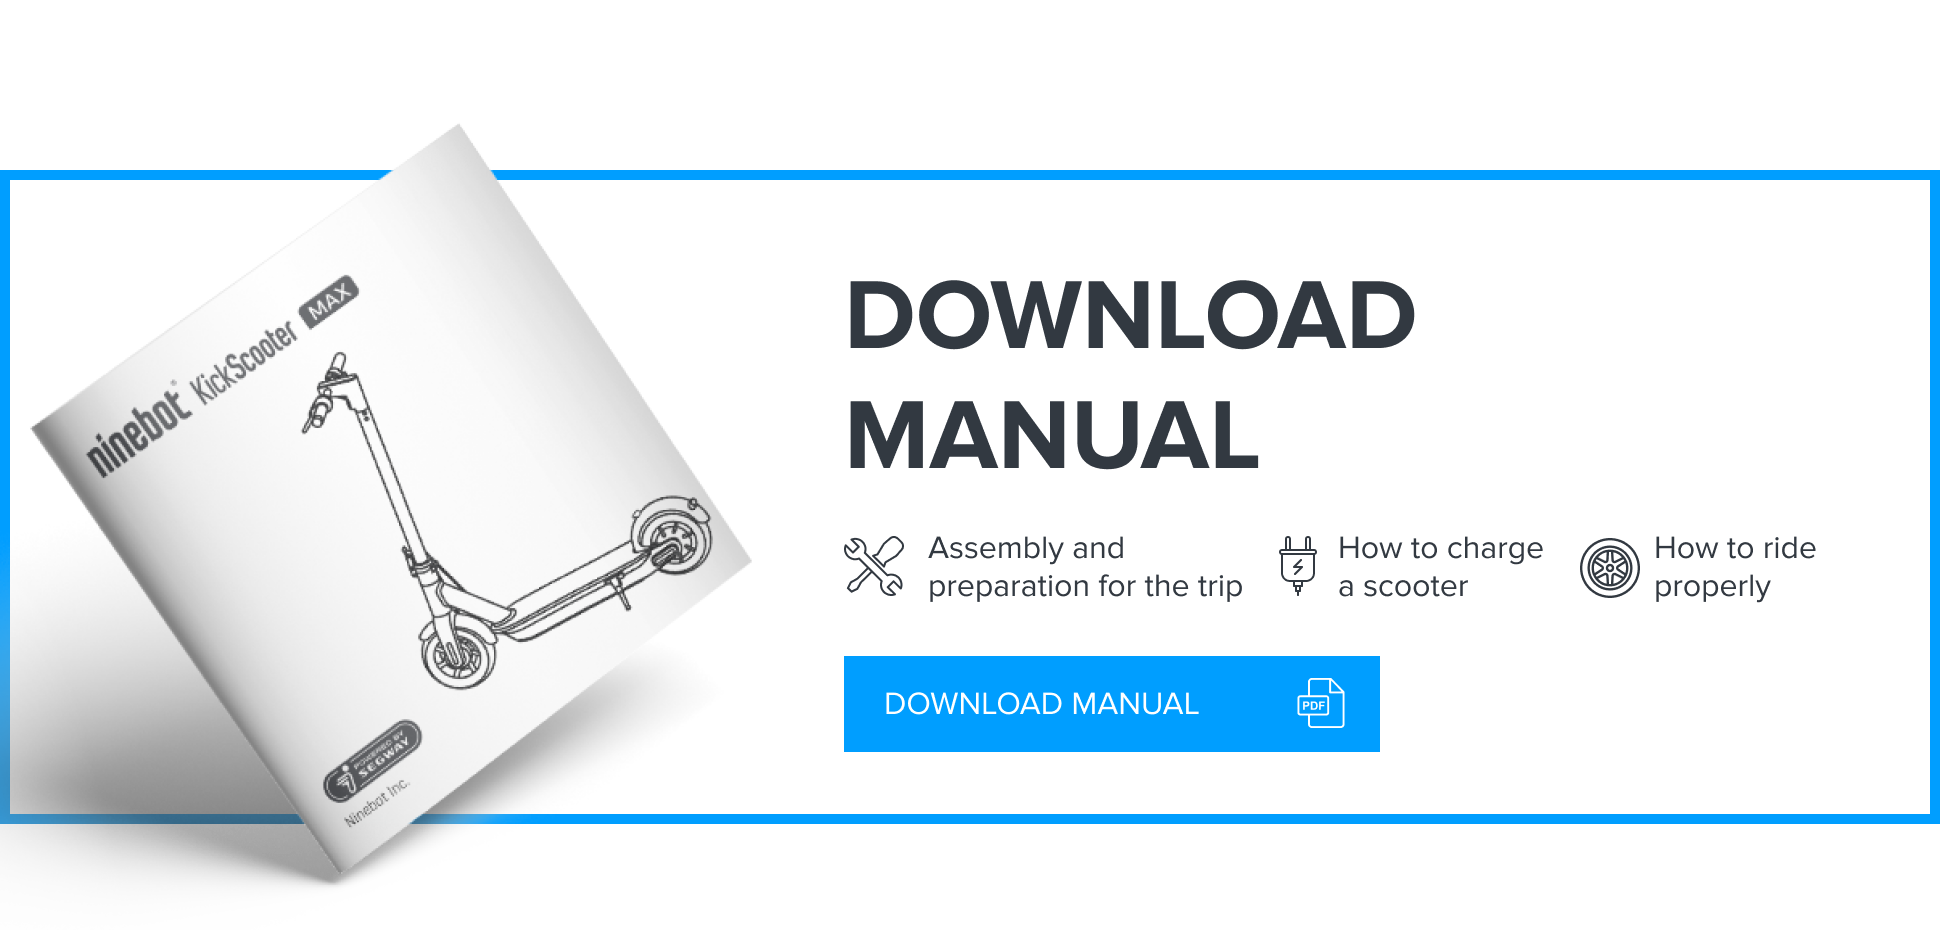 ninebot® KickScooter MAX
POWERED BY
SEGWAY
Ninebot Inc.
DOWNLOAD
MANUAL
Assembly and
preparation for the trip
How to charge
a scooter
How to ride
properly
DOWNLOAD MANUAL
PDF